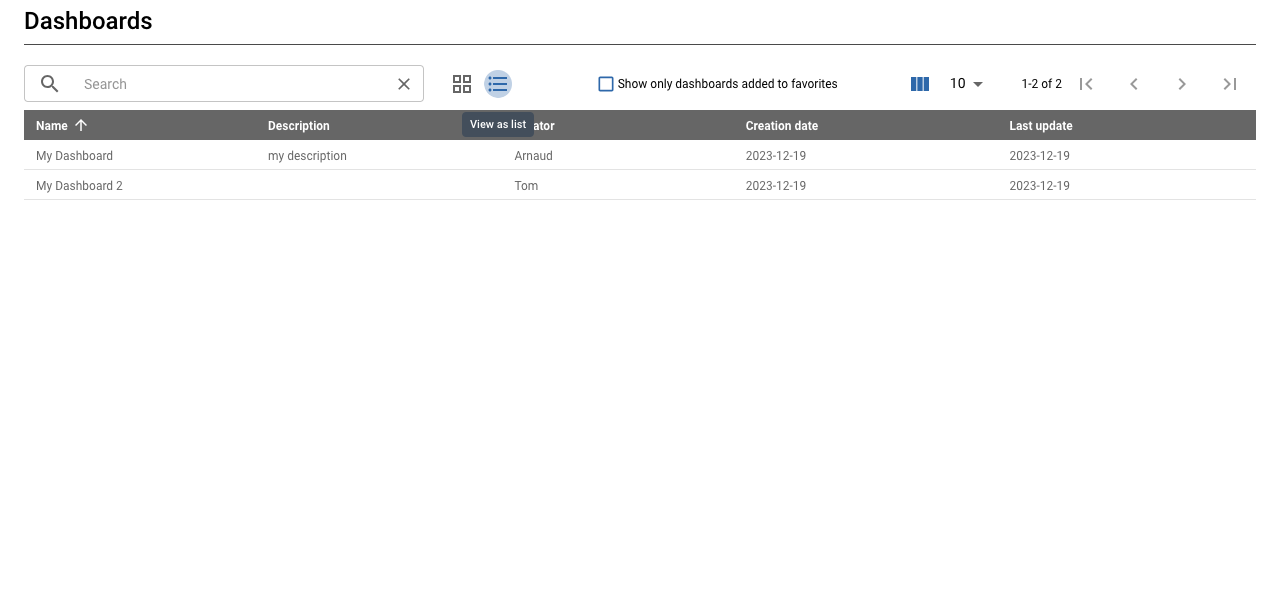 Dashboards
Search
Show only dashboards added to favorites
10
1-2 of 2
View as list
Name Description ator Creation date Last update
My Dashboard my description Arnaud 2023-12-19 2023-12-19
My Dashboard 2 Tom 2023-12-19 2023-12-19